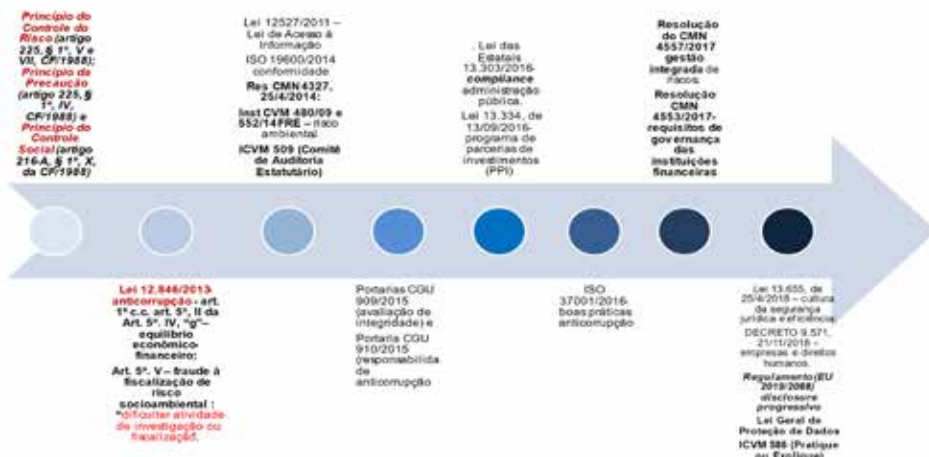 Princípio do
Controle do
Risco (artigo
225, § 1º, V e
VII, CF/1988);
Princípio da
Precaução
(artigo 225, §
1º, IV,
CF/1988) e
Princípio do
Controle
Social (artigo
216-A, § 1º, X,
da CF/1988)
Lei 12.846/2013-
anticorrupção - art.
1º c.c. art. 5º, II da
Art. 5º. IV, "g"–
equilíbrio
econômico-
financeiro;
Art. 5º. V – fraude à
fiscalização de
risco
socioambiental :
"dificultar atividade
de investigação ou
fiscalização.
Lei 12527/2011 –
Lei de Acesso à
Informação
ISO 19600/2014
conformidade
Res CMN 4327,
25/4/2014:
Inst CVM 480/09 e
552/14 FRE – risco
ambiental
ICVM 509 (Comitê
de Auditoria
Estatutário)
Portarias CGU
909/2015
(avaliação de
integridade) e
Portaria CGU
910/2015
(responsabilida
de
anticorrupção
. Lei das
Estatais
13.303/2016-
compliance
administração
pública.
Lei 13.334, de
13/09/2016-
programa de
parcerias de
investimentos
(PPI)
ISO
37001/2016-
boas práticas
anticorrupção
Resolução
do CMN
4557/2017
gestão
integrada de
riscos.
Resolução
CMN
4553/2017-
requisitos de
governança
das
instituições
financeiras
Lei 13.655, de
25/4/2018 – cultura
da segurança
jurídica e eficiência;
DECRETO 9.571,
21/11/2018 –
empresas e direitos
humanos.
Regulamento (EU
2019/2088)
disclosure
progressivo
Lei Geral de
Proteção de Dados
ICVM 586 (Pratique
ou Explique)